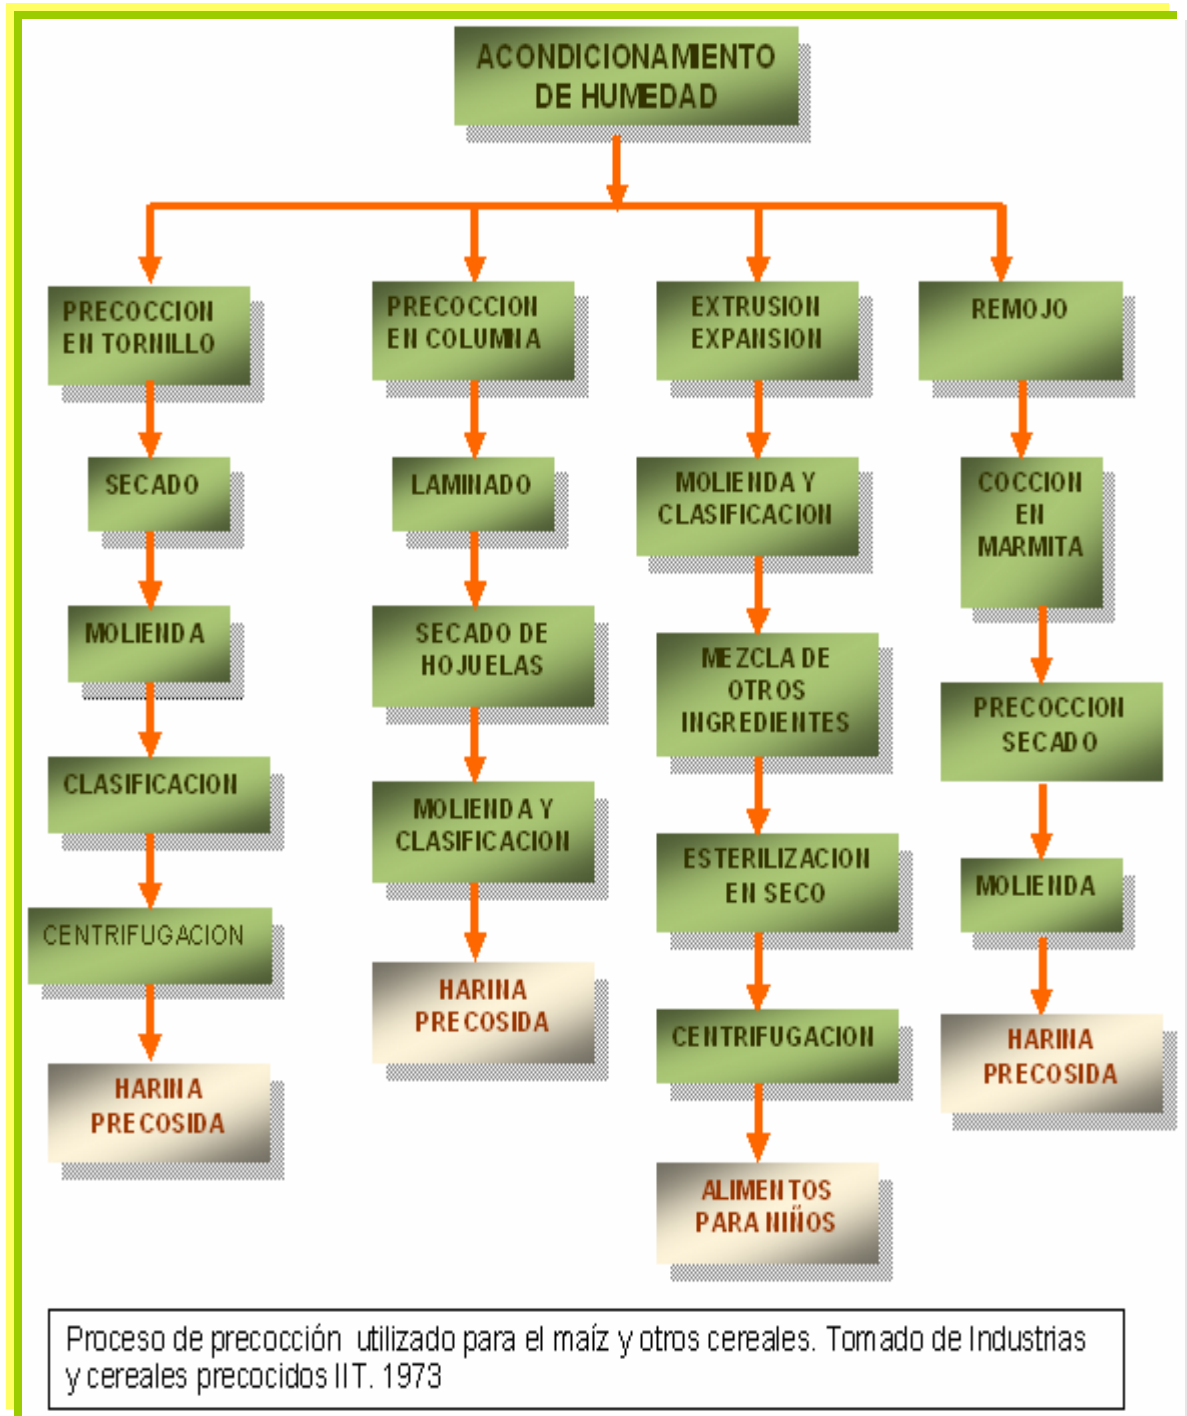 ACONDICIONAMIENTO
DE HUMEDAD
PRECOCCION
EN TORNILLO
SECADO
MOLIENDA
CLASIFICACION
CENTRIFUGACION
HARINA
PRECOSIDA
PRECOCCION
EN COLUMNA
LAMINADO
SECADO DE
HOJUELAS
MOLIENDA Y
CLASIFICACION
HARINA
PRECOSIDA
EXTRUSION
EXPANSION
MOLIENDA Y
CLASIFICACION
MEZCLA DE
OTROS
INGREDIENTES
ESTERILIZACION
EN SECO
CENTRIFUGACION
ALIMENTOS
PARA NIÑOS
REMOJO
COCCION
EN
MARMITA
PRECOCCION
SECADO
MOLIENDA
HARINA
PRECOSIDA
Proceso de precocción utilizado para el maíz y otros cereales. Tomado de Industrias
y cereales precocidos IIT. 1973